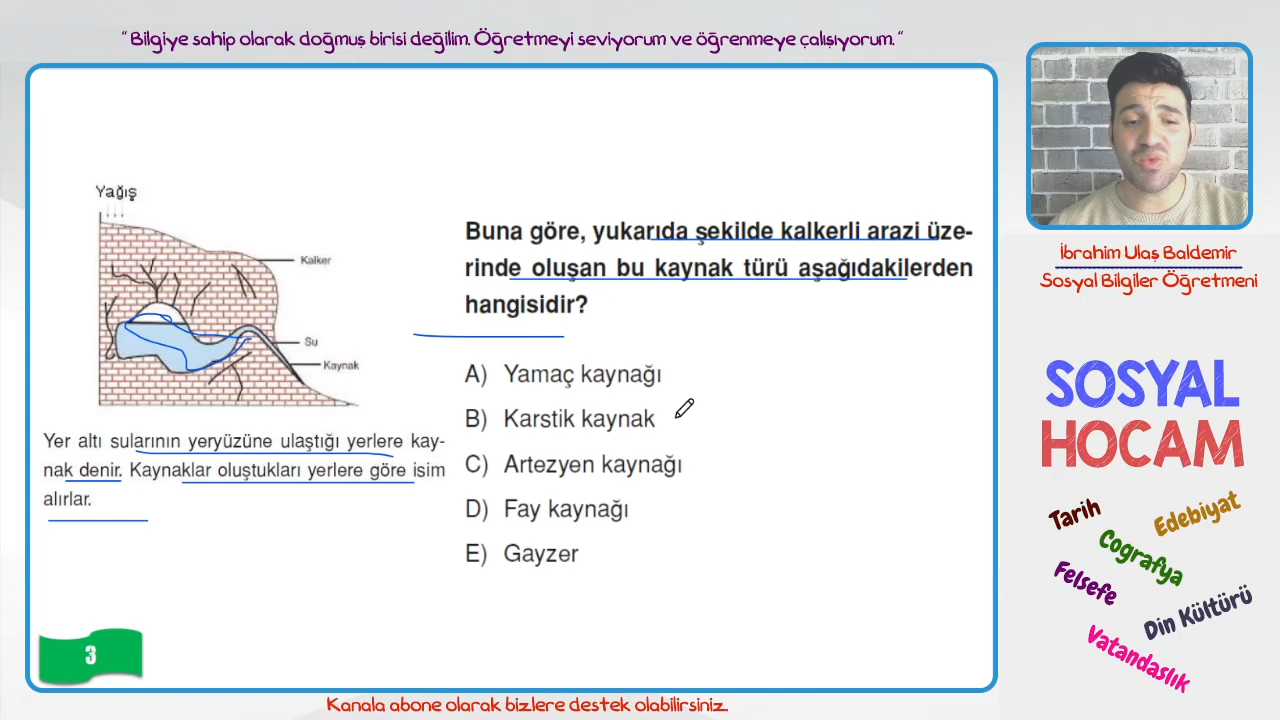 “ Bilgiye sahip olarak doğmuş birisi değilim. Öğretmeyi seviyorum ve öğrenmeye çalışıyorum. “
Yağış
Kalker
Su
Kaynak
Yer altı sularının yeryüzüne ulaştığı yerlere kay-
nak denir. Kaynaklar oluştukları yerlere göre isim
alırlar.
Buna göre, yukarıda şekilde kalkerli arazi üze-
rinde oluşan bu kaynak türü aşağıdakilerden
hangisidir?
A) Yamaç kaynağı
B) Karstik kaynak
C) Artezyen kaynağı
D) Fay kaynağı
E) Gayzer
3
İbrahim Ulaş Baldemir
Sosyal Bilgiler Öğretmeni
SOSYAL
HOCAM
Tarih
Edebiyat
Coğrafya
Felsefe
Din Kültürü
Vatandaslık
Kanala abone olarak bizlere destek olabilirsiniz.